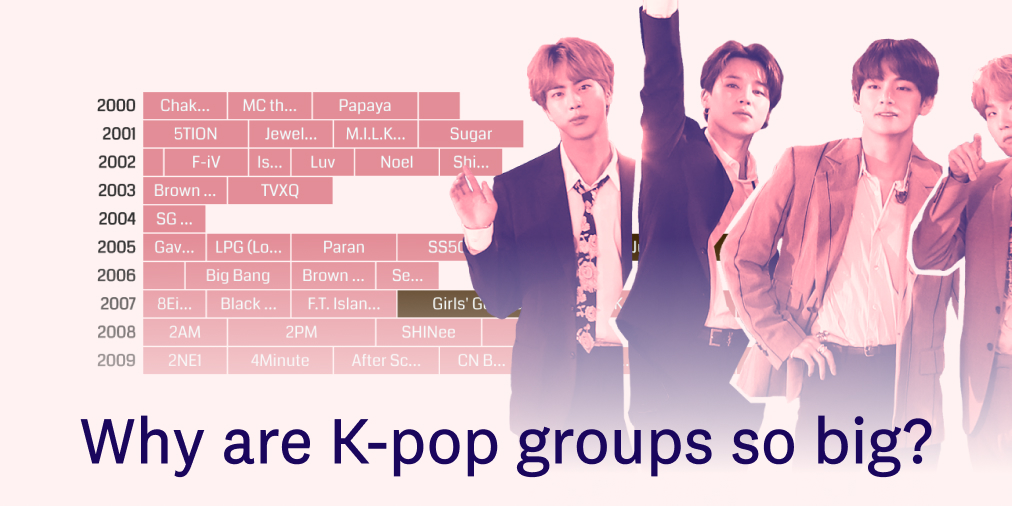 2000 Chak... MC th... Papaya
2001 5TION Jewel... M.I.L.K... Sugar
2002 F-iV Is... Luv Noel Shi...
2003 Brown ... TVXQ
2004 SG ...
2005 Gav... LPG (Lo... Paran SS50
2006 Big Bang Brown ... Se...
2007 8Ei... Black ... F.T. Islan... Girls' G
2008 2AM 2PM SHINee
2009 2NE1 4Minute After Sc... CN B...
Why are K-pop groups so big?